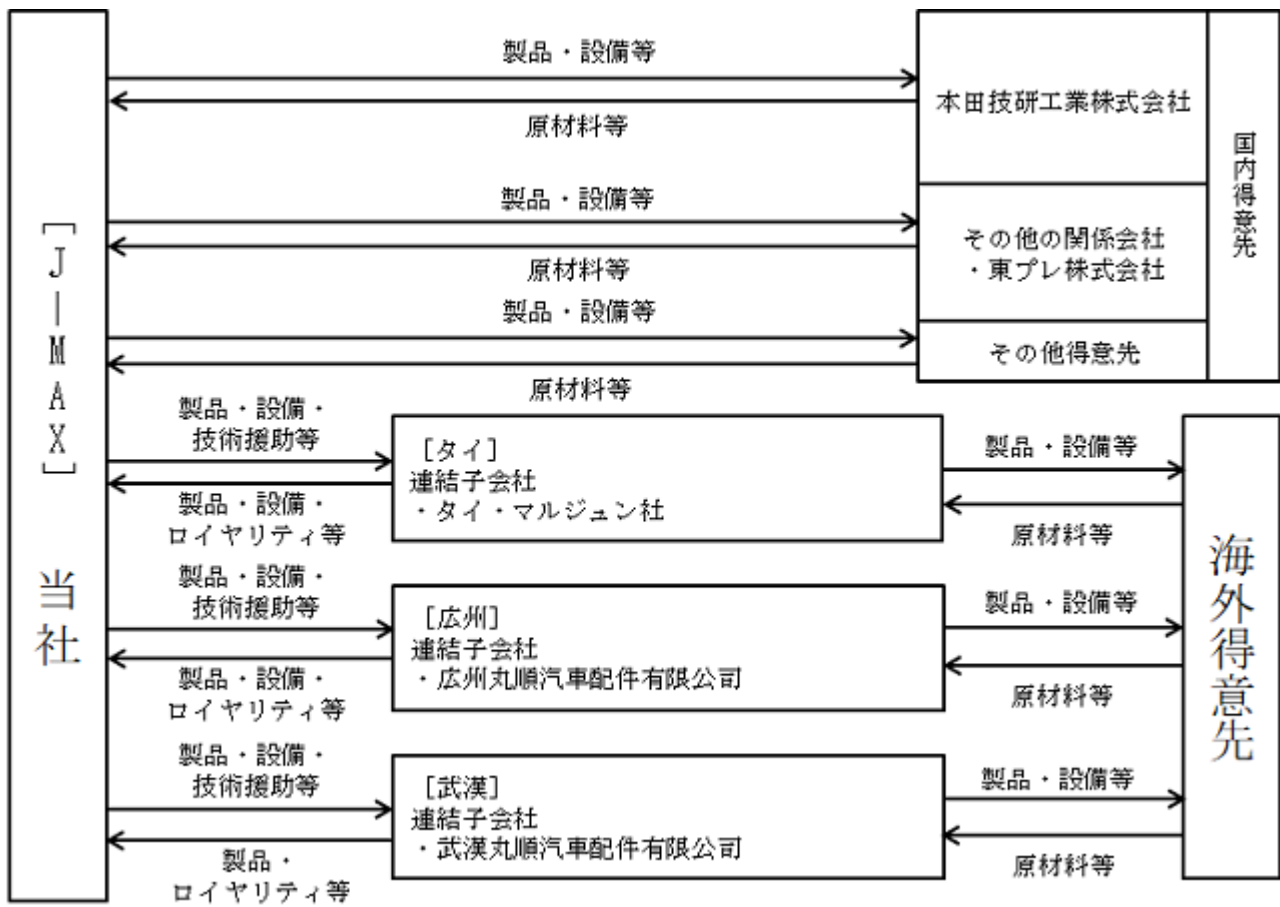 ［J－MAX］
当社
製品・設備等
原材料等
本田技研工業株式会社
国内得意先
製品・設備等
原材料等
その他の関係会社
・東プレ株式会社
製品・設備等
原材料等
その他得意先
製品・設備・
技術援助等
製品・設備・
ロイヤリティ等
［タイ］
連結子会社
・タイ・マルジュン社
製品・設備等
原材料等
海外得意先
製品・設備・
技術援助等
製品・設備・
ロイヤリティ等
［広州］
連結子会社
・広州丸順汽車配件有限公司
製品・設備等
原材料等
製品・設備・
技術援助等
製品・
ロイヤリティ等
［武漢］
連結子会社
・武漢丸順汽車配件有限公司
製品・設備等
原材料等